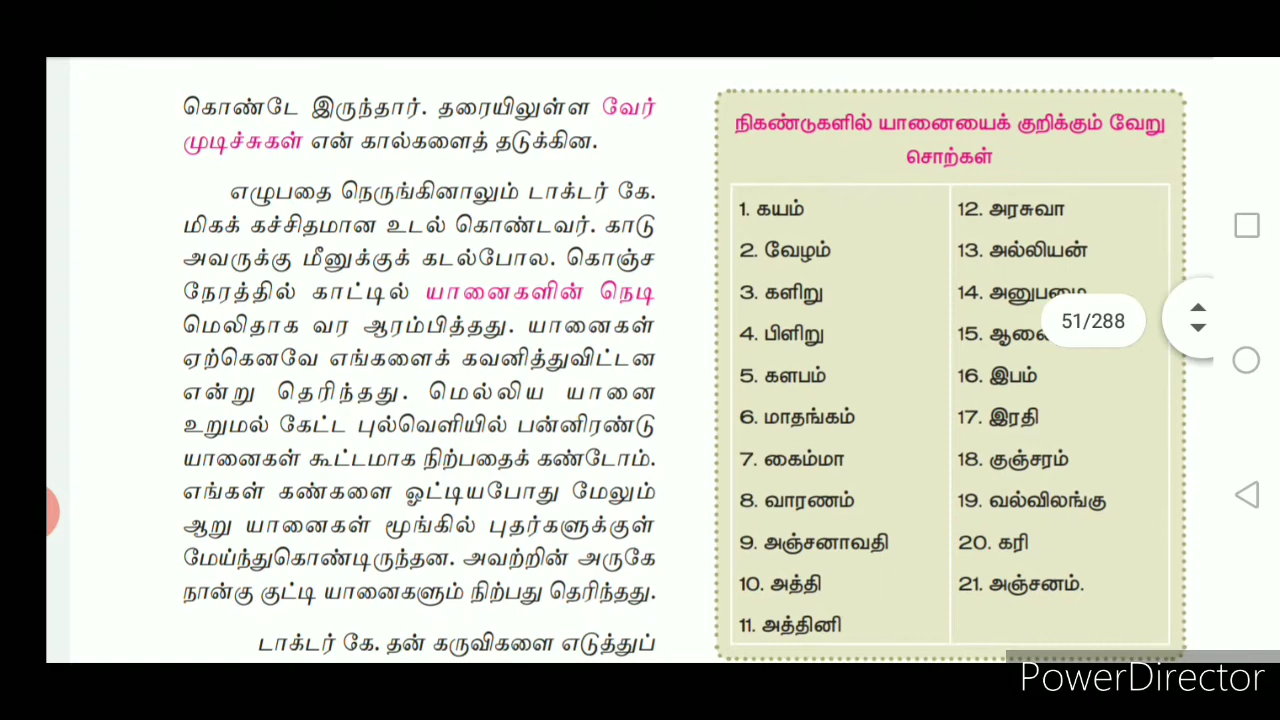 கொண்டே இருந்தார். தரையிலுள்ள வேர்
முடிச்சுகள் என் கால்களைத் தடுக்கின.
எழுபதை நெருங்கினாலும் டாக்டர் கே.
மிகக் கச்சிதமான உடல் கொண்டவர். காடு
அவருக்கு மீனுக்குக் கடல்போல. கொஞ்ச
நேரத்தில் காட்டில் யானைகளின் நெடி
மெலிதாக வர ஆரம்பித்தது. யானைகள்
ஏற்கெனவே எங்களைக் கவனித்துவிட்டன
என்று தெரிந்தது. மெல்லிய யானை
உறுமல் கேட்ட புல்வெளியில் பன்னிரண்டு
யானைகள் கூட்டமாக நிற்பதைக் கண்டோம்.
எங்கள் கண்களை ஓட்டியபோது மேலும்
ஆறு யானைகள் மூங்கில் புதர்களுக்குள்
மேய்ந்துகொண்டிருந்தன. அவற்றின் அருகே
நான்கு குட்டி யானைகளும் நிற்பது தெரிந்தது.
டாக்டர் கே. தன் கருவிகளை எடுத்துப்
நிகண்டுகளில் யானையைக் குறிக்கும் வேறு
சொற்கள்
1. கயம்
2. வேழம்
3. களிறு
4. பிளிறு
5. களபம்
6. மாதங்கம்
7. கைம்மா
8. வாரணம்
9. அஞ்சனாவதி
10. அத்தி
11. அத்தினி
12. அரசுவா
13. அல்லியன்
14. அனுபமை
15.
16. இபம்
17. இரதி
18. குஞ்சரம்
19. வல்விலங்கு
20. கரி
21. அஞ்சனம்.
51/288
PowerDirector